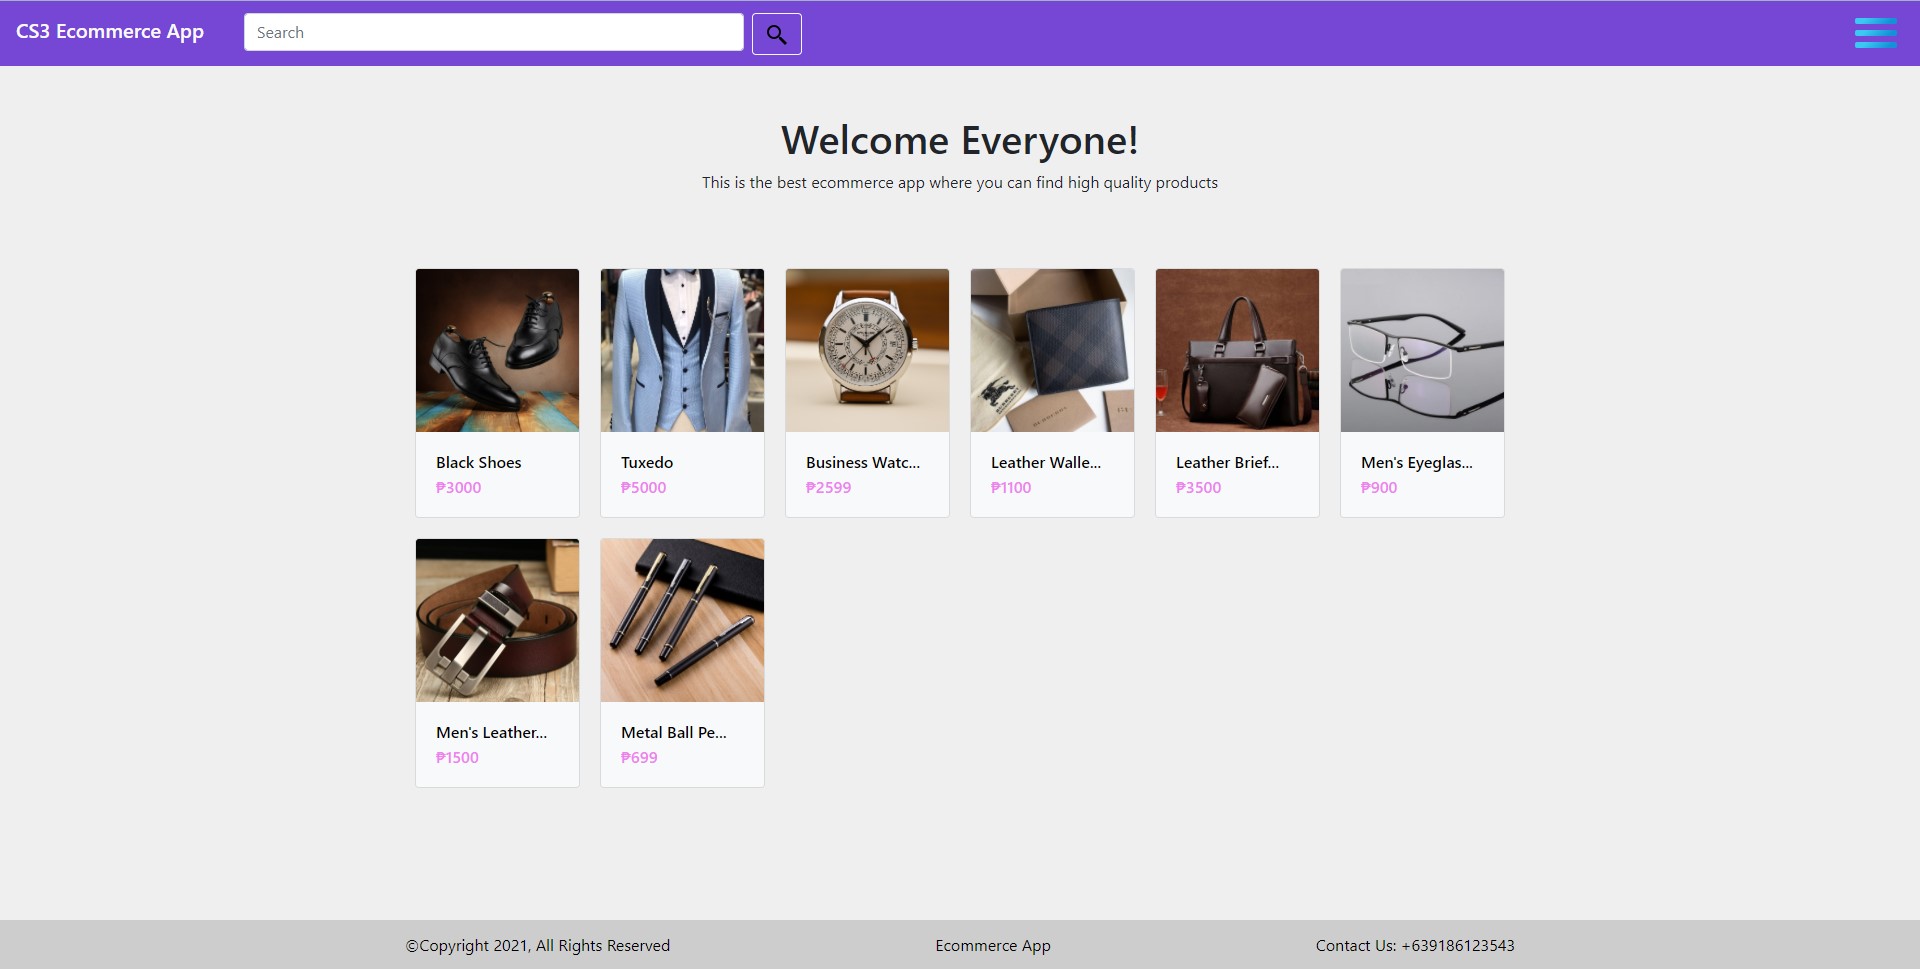 CS3 Ecommerce App
Search
Welcome Everyone!
This is the best ecommerce app where you can find high quality products
Black Shoes
₱3000
Tuxedo
₱5000
Business Watc...
₱2599
Leather Walle...
₱1100
Leather Brief...
₱3500
Men's Eyeglas...
₱900
Men's Leather...
₱1500
Metal Ball Pe...
₱699
©Copyright 2021, All Rights Reserved
Ecommerce App
Contact Us: +639186123543